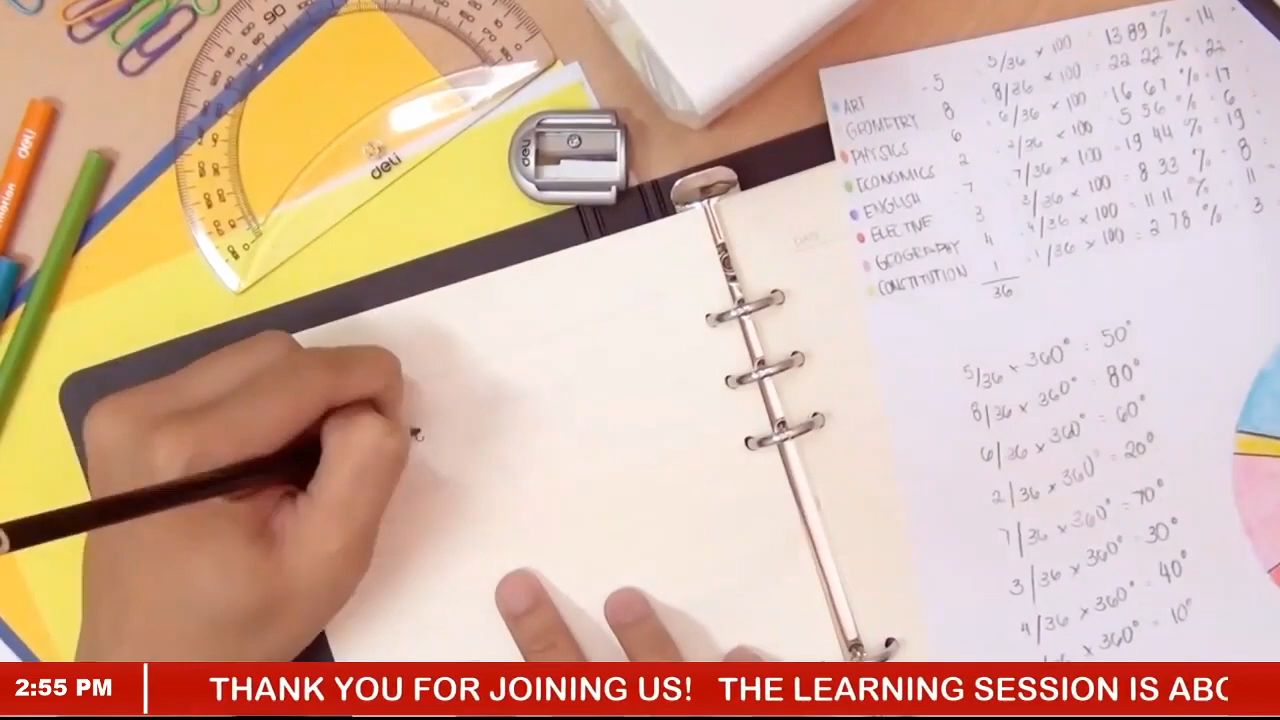 deli
deli
deli
ART - 5 5/36 × 100 = 13 89 % = 14
GEOMETRY 8 8/36 × 100 = 22 22 % = 22
PHYSICS 6 6/36 × 100 = 16 67 % = 17
ECONOMICS 2 2/36 × 100 = 5 56 % = 6
ENGLISH 7 7/36 × 100 = 19 44 % = 19
ELECTIVE 3 3/36 × 100 = 8 33 % = 8
GEOGRAPHY 4 4/36 × 100 = 11 11 % = 11
CONSTITUTION 1 1/36 × 100 = 2 78 % = 3
36
5/36 × 360° = 50°
8/36 × 360° = 80°
6/36 × 360° = 60°
2/36 × 360° = 20°
7/36 × 360° = 70°
3/36 × 360° = 30°
4/36 × 360° = 40°
× 360° = 10°
2:55 PM THANK YOU FOR JOINING US! THE LEARNING SESSION IS ABO